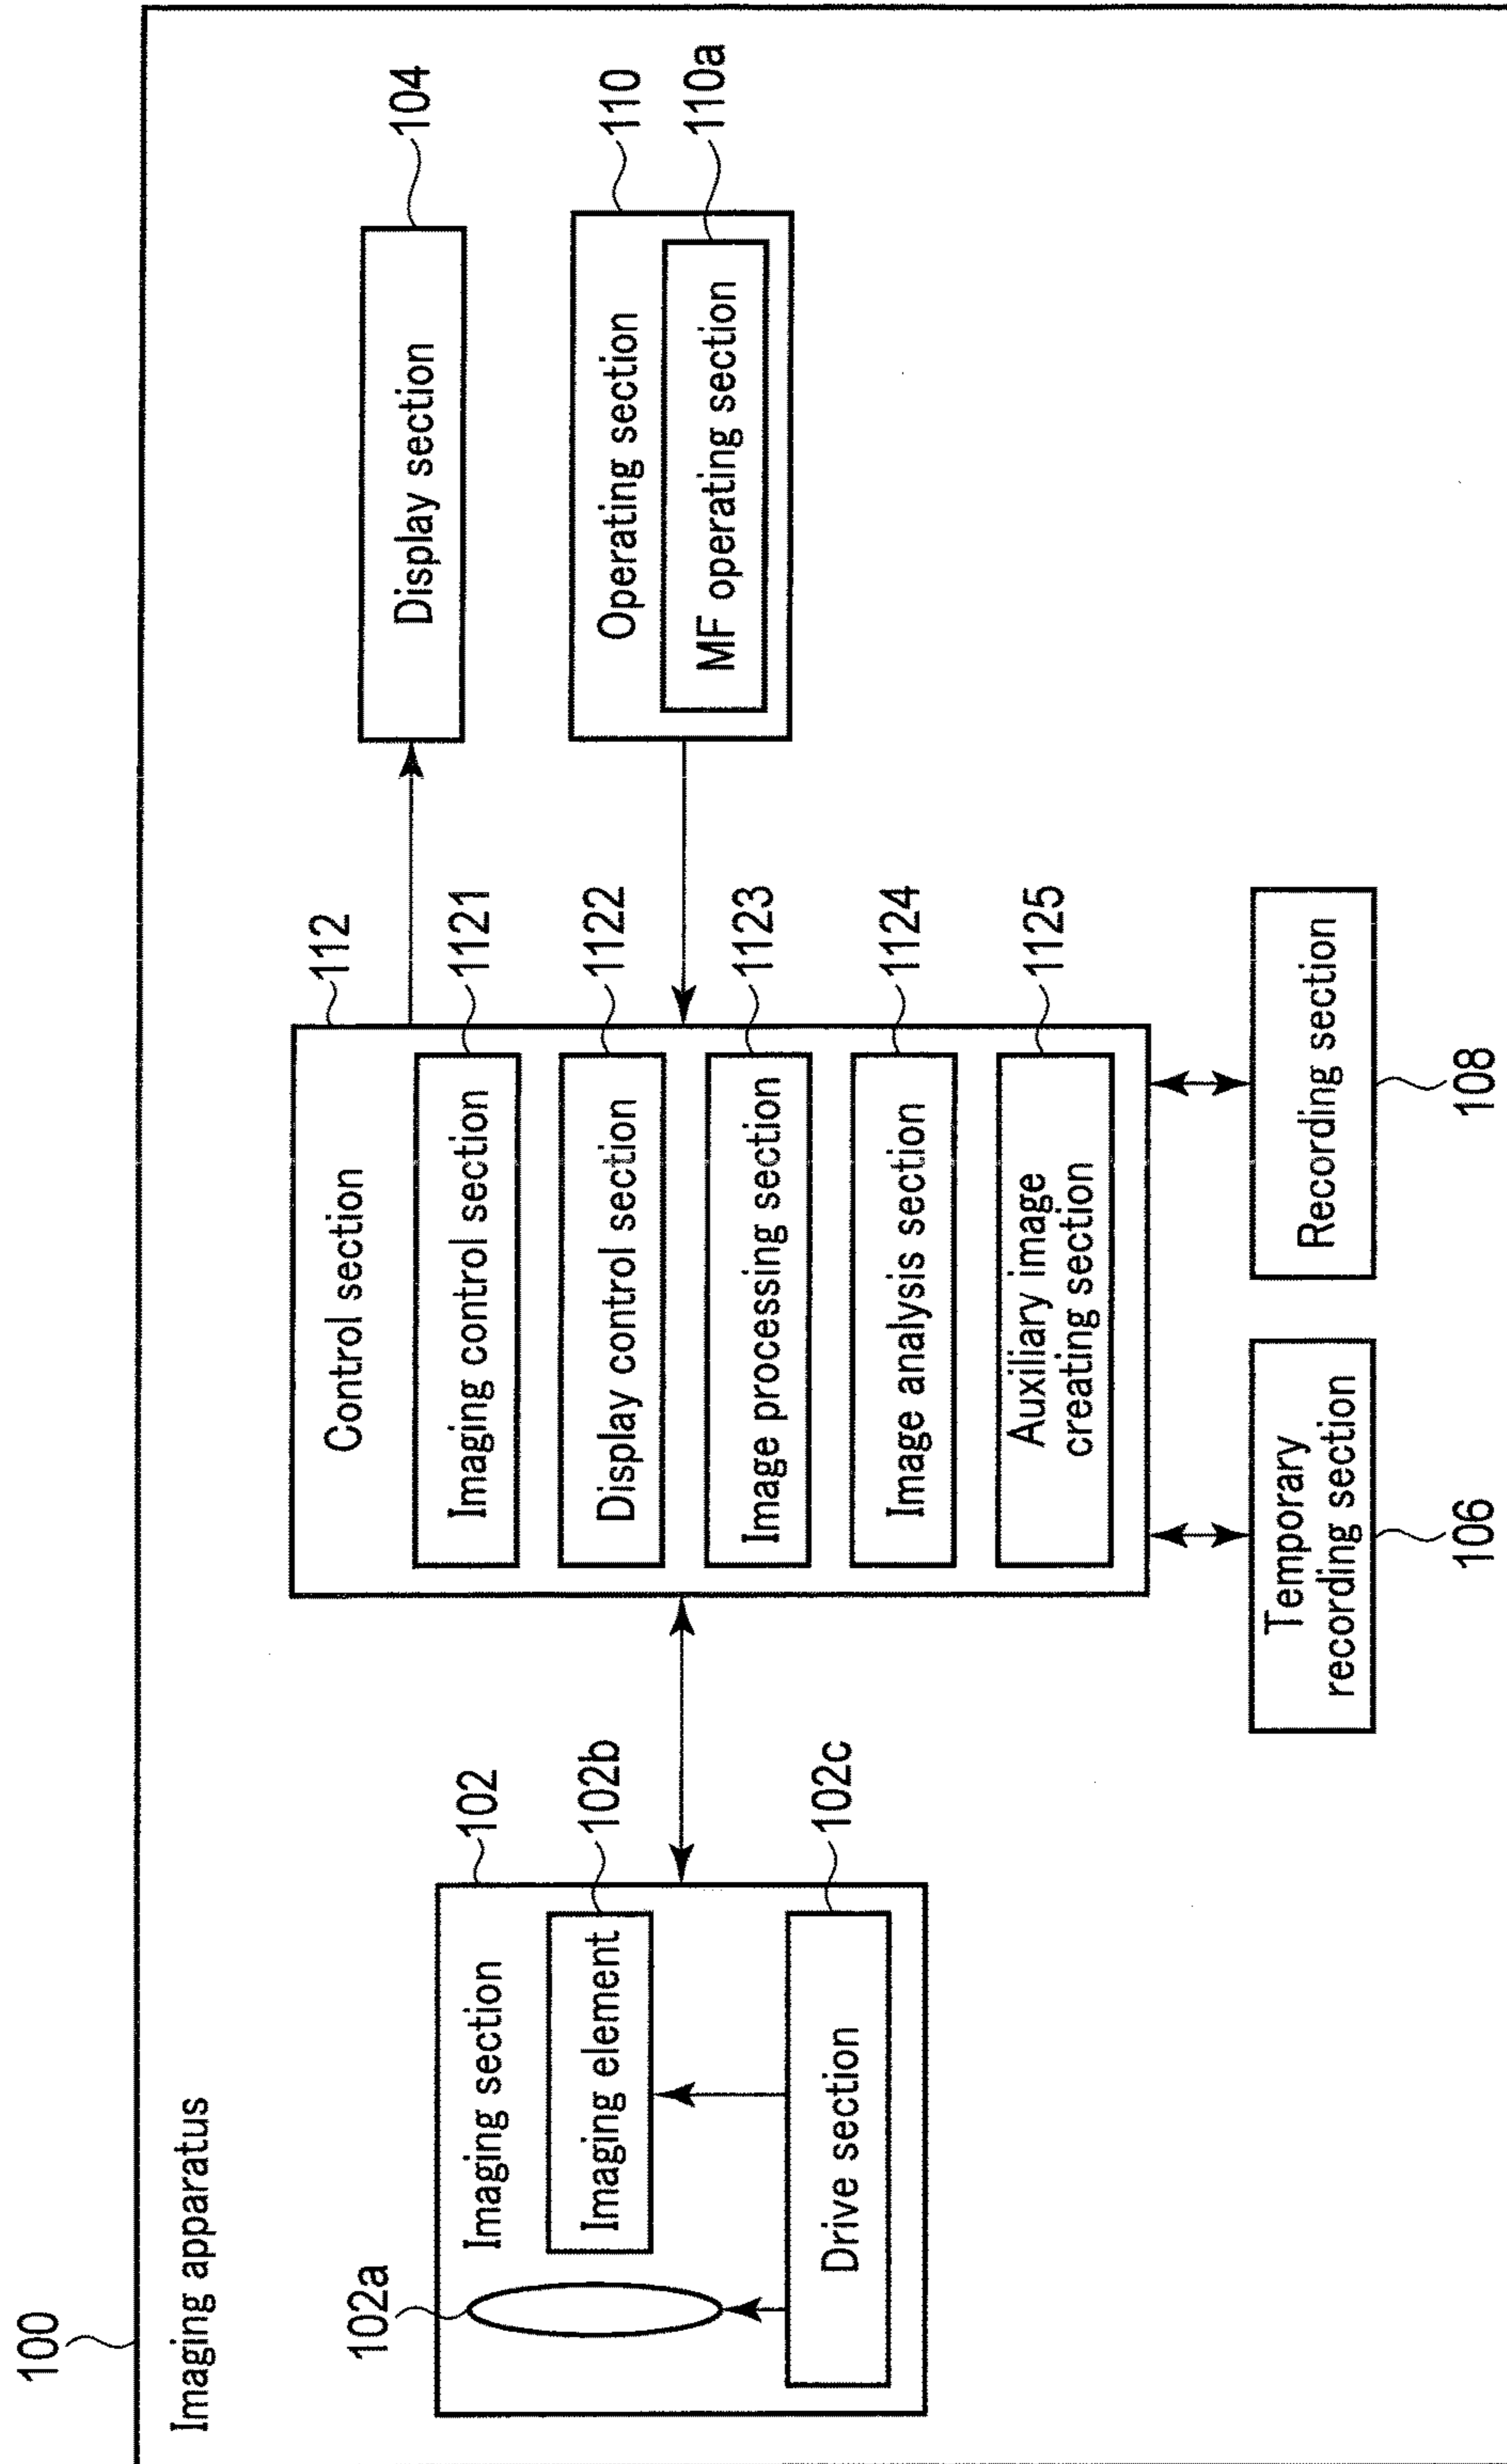 100
Imaging apparatus
102
Imaging section
102a
Imaging element
102b
Drive section
102c
112
Control section
Imaging control section
1121
Display control section
1122
Image processing section
1123
Image analysis section
1124
Auxiliary image
creating section
1125
Display section
104
Operating section
110
MF operating section
110a
Temporary
recording section
106
Recording section
108